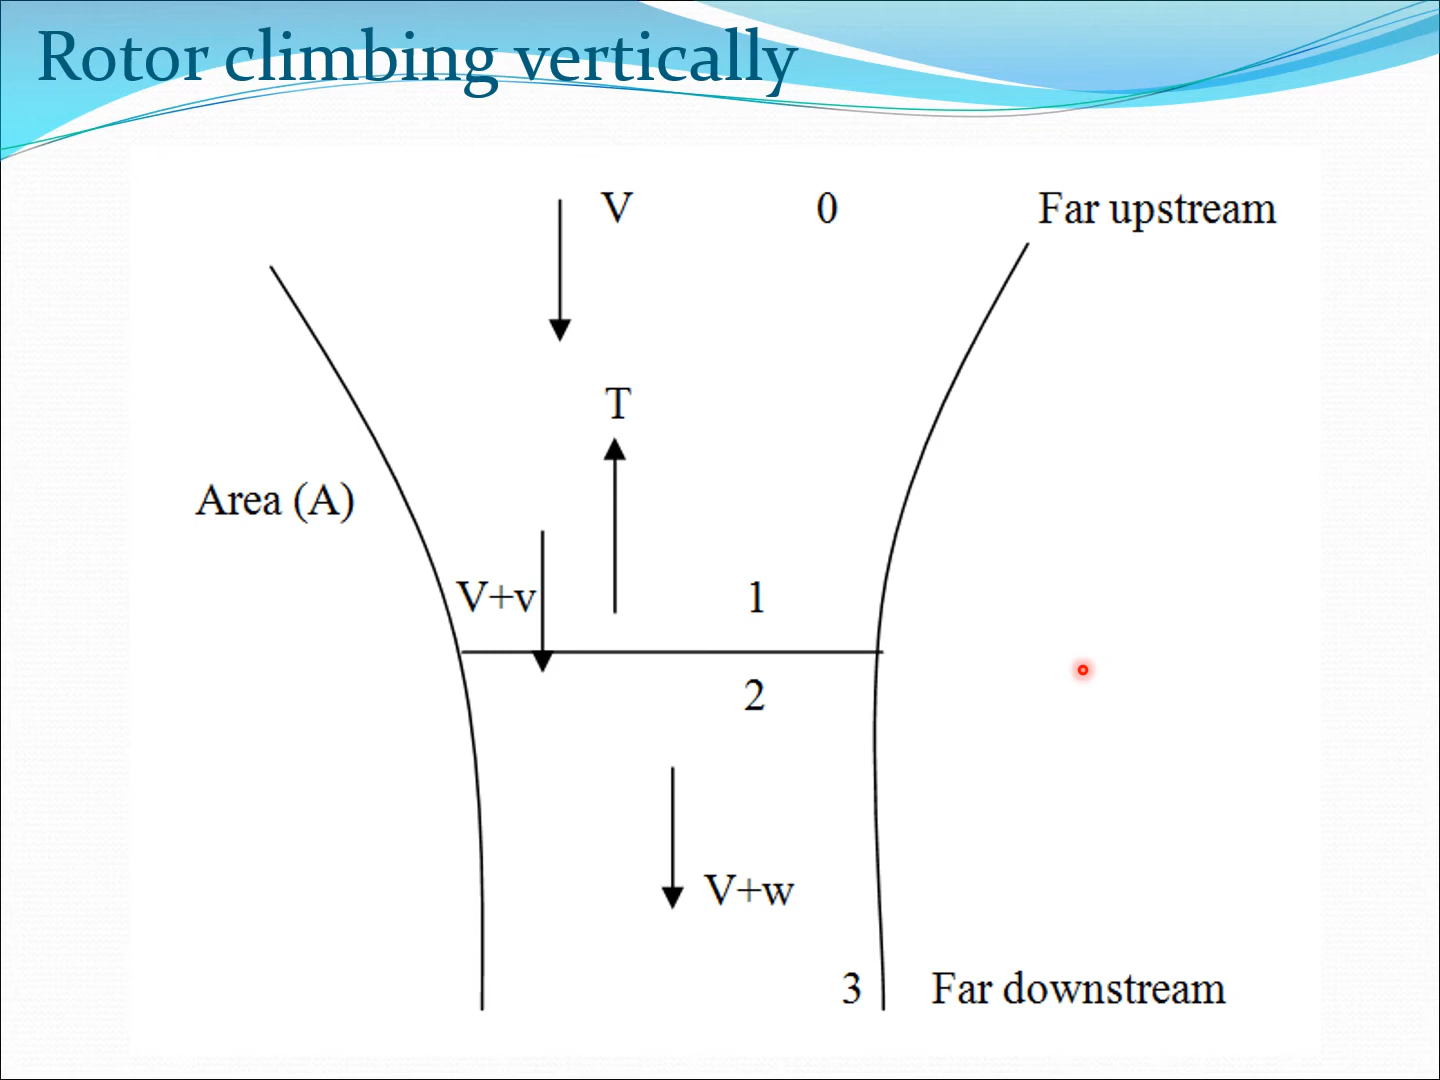 Rotor climbing vertically
V 0 Far upstream
T
Area (A)
V+v 1
2
V+w
3 Far downstream